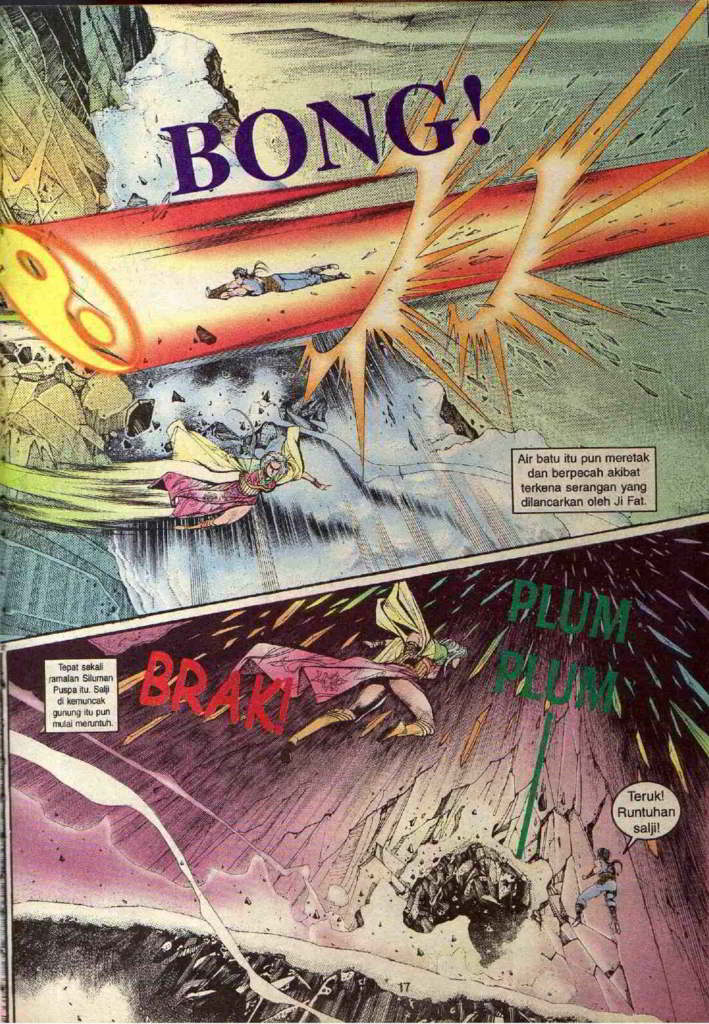 BONG!
Air batu itu pun meretak
dan berpecah akibat
terkena serangan yang
dilancarkan oleh Ji Fat.
Tepat sekali
ramalan Siluman
Puspa itu. Salji
di kemuncak
gunung itu pun
mulai meruntuh.
BRAK!
PLUM
PLUM
Teruk!
Runtuhan
salji!
17